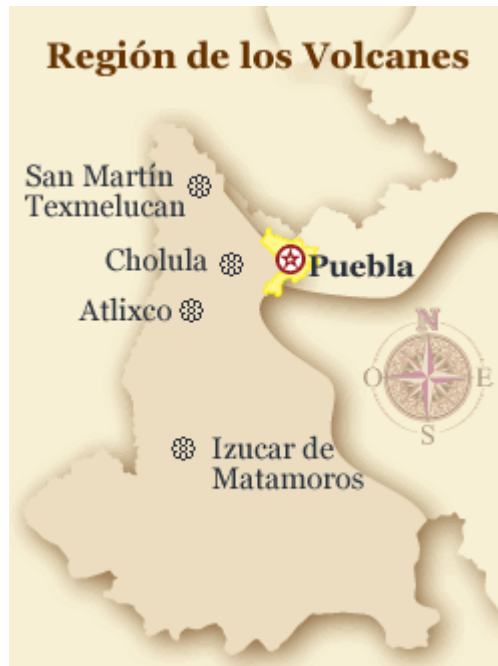 Región de los Volcanes
San Martín
Texmelucan
Cholula
Puebla
Atlixco
N
O
E
S
Izucar de
Matamoros